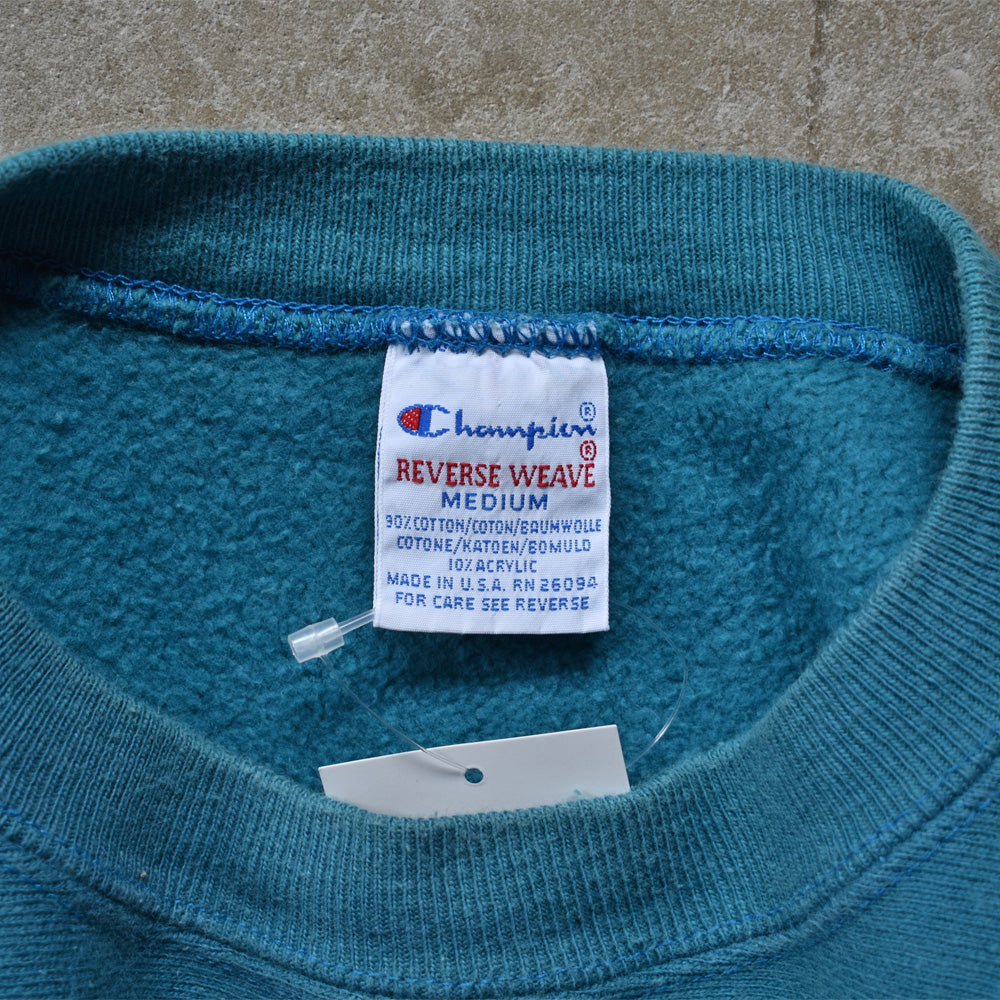 Champion®
REVERSE WEAVE®
MEDIUM
90% COTTON/COTON/BAUMWOLLE
COTONE/KATOEN/BOMULD
10% ACRYLIC
MADE IN U.S.A. RN 26094
FOR CARE SEE REVERSE